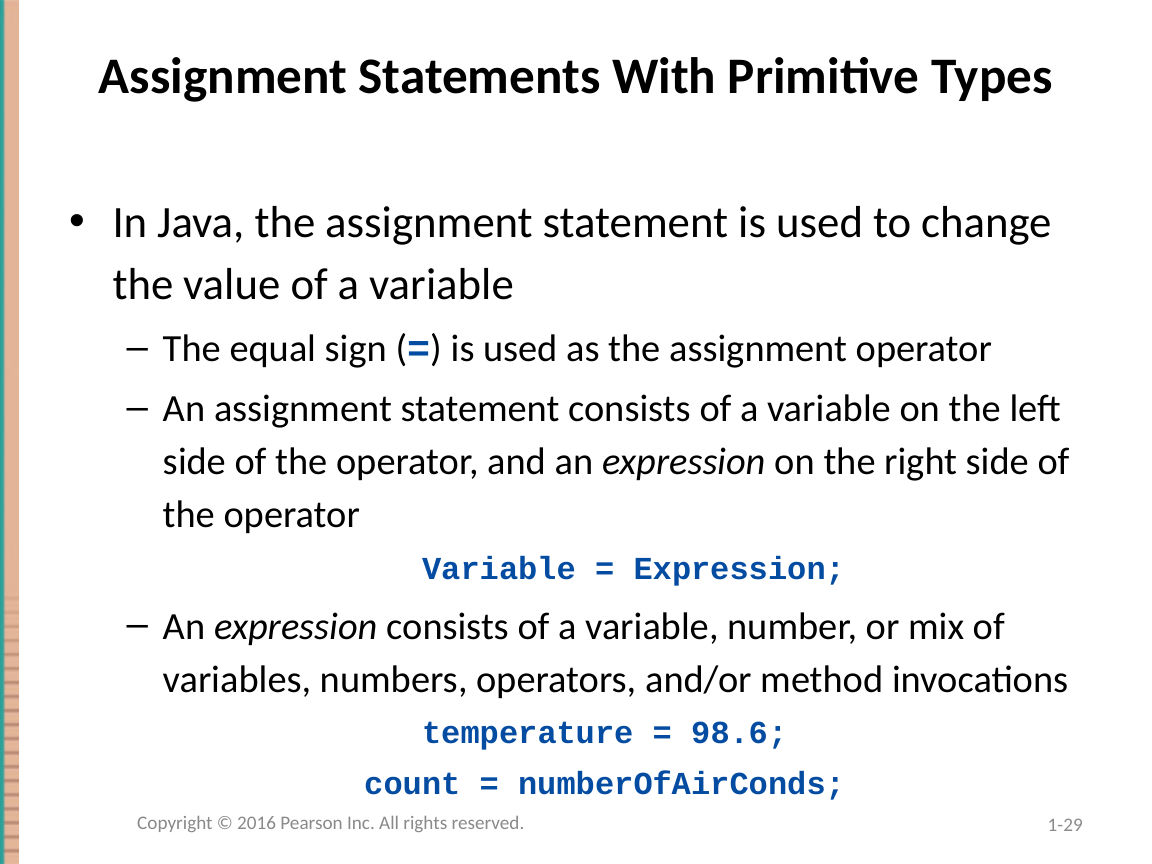 Assignment Statements With Primitive Types
• In Java, the assignment statement is used to change
the value of a variable
– The equal sign (=) is used as the assignment operator
– An assignment statement consists of a variable on the left
side of the operator, and an expression on the right side of
the operator
Variable = Expression;
– An expression consists of a variable, number, or mix of
variables, numbers, operators, and/or method invocations
temperature = 98.6;
count = numberOfAirConds;
Copyright © 2016 Pearson Inc. All rights reserved.
1-29